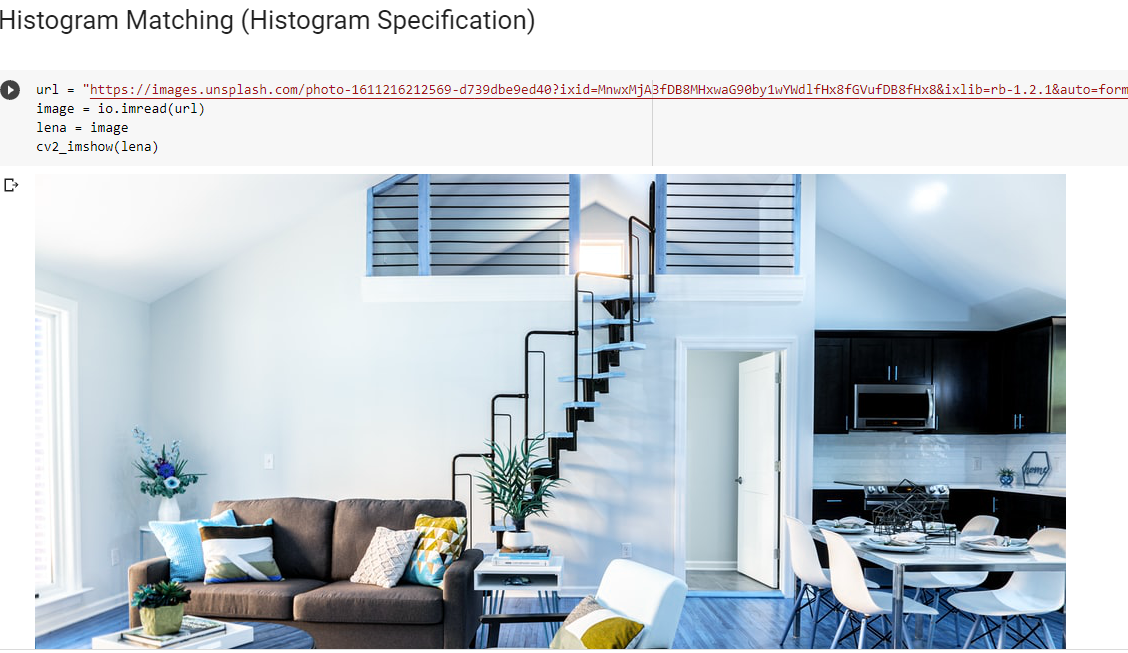 Histogram Matching (Histogram Specification)
url = "https://images.unsplash.com/photo-1611216212569-d739dbe9ed40?ixid=MnwxMjA3fDB8MHxwaG90by1wYWdlfHx8fGVufDB8fHx8&ixlib=rb-1.2.1&auto=form
image = io.imread(url)
lena = image
cv2_imshow(lena)
home